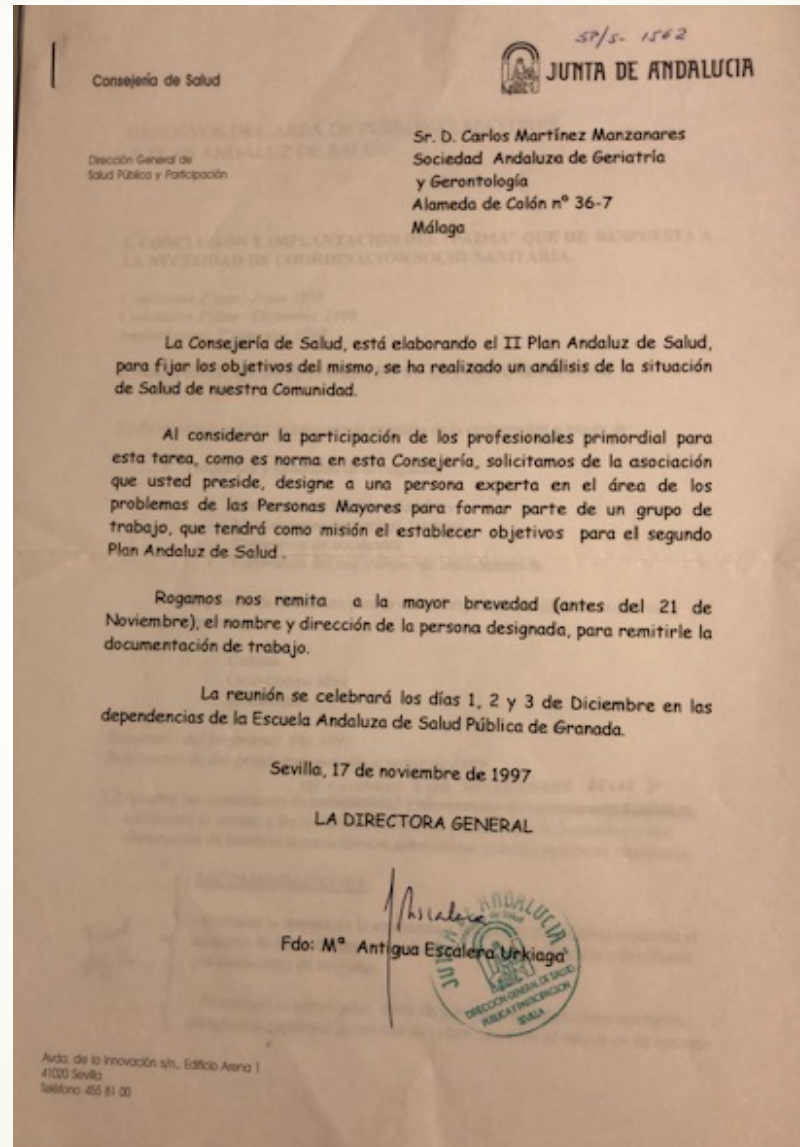 SP/S- 1562
Consejería de Salud
JUNTA DE ANDALUCIA
Dirección General de
Salud Pública y Participación
Sr. D. Carlos Martínez Manzanares
Sociedad Andaluza de Geriatría
y Gerontología
Alameda de Colón nº 36-7
Málaga
La Consejería de Salud, está elaborando el II Plan Andaluz de Salud,
para fijar los objetivos del mismo, se ha realizado un análisis de la situación
de Salud de nuestra Comunidad.
Al considerar la participación de los profesionales primordial para
esta tarea, como es norma en esta Consejería, solicitamos de la asociación
que usted preside, designe a una persona experta en el área de los
problemas de las Personas Mayores para formar parte de un grupo de
trabajo, que tendrá como misión el establecer objetivos para el segundo
Plan Andaluz de Salud .
Rogamos nos remita a la mayor brevedad (antes del 21 de
Noviembre), el nombre y dirección de la persona designada, para remitirle la
documentación de trabajo.
La reunión se celebrará los días 1, 2 y 3 de Diciembre en las
dependencias de la Escuela Andaluza de Salud Pública de Granada.
Sevilla, 17 de noviembre de 1997
LA DIRECTORA GENERAL
Fdo: Mª Antigua Escalera Urkiaga
JUNTA DE ANDALUCIA
DIRECCION GENERAL DE SALUD
PUBLICA Y PARTICIPACION
SEVILLA
Avda. de la Innovación s/n., Edificio Arena 1
41020 Sevilla
Teléfono 455 81 00